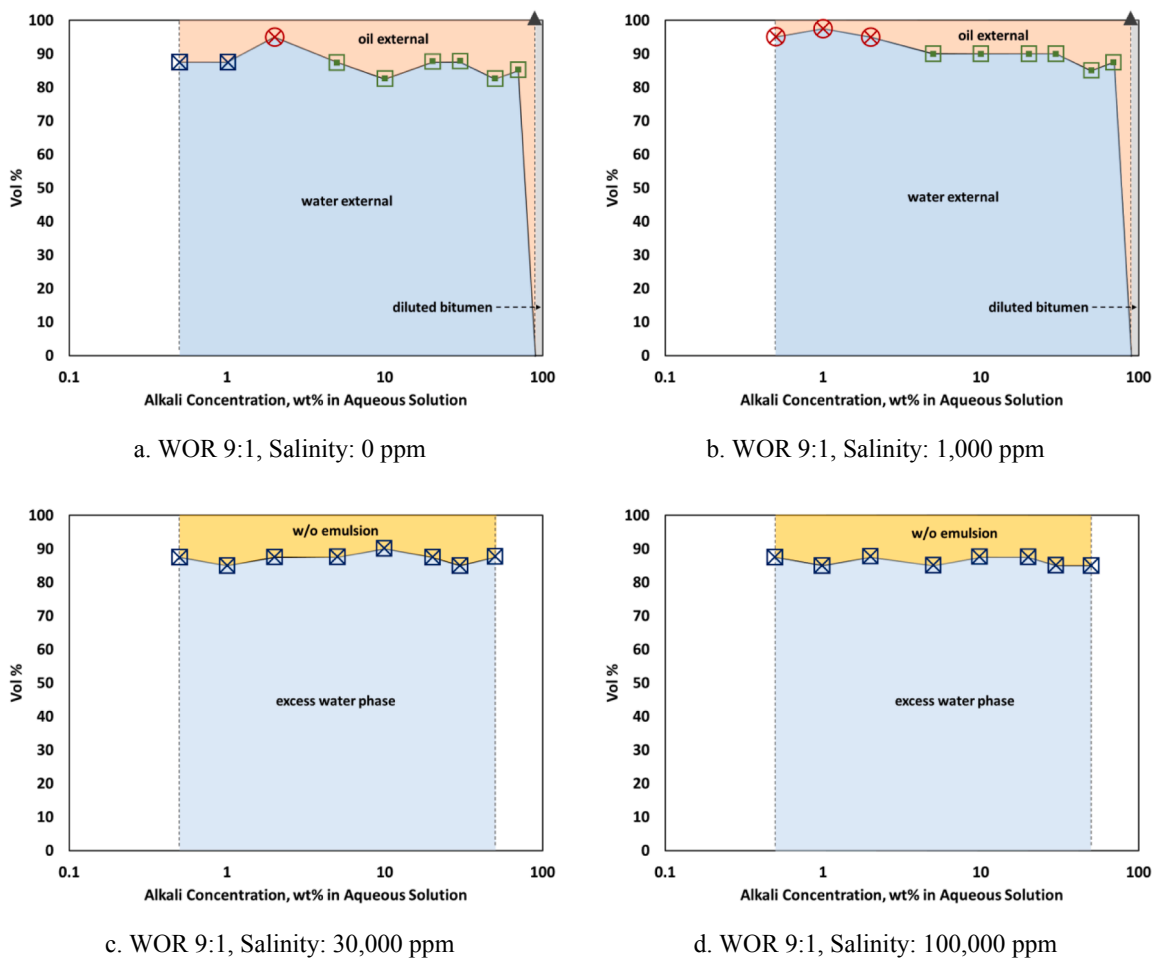 100
90
80
70
60
50
40
30
20
10
0
Vol %
oil external
water external
diluted bitumen
0.1 1 10 100
Alkali Concentration, wt% in Aqueous Solution
a. WOR 9:1, Salinity: 0 ppm
100
90
80
70
60
50
40
30
20
10
0
Vol %
oil external
water external
diluted bitumen
0.1 1 10 100
Alkali Concentration, wt% in Aqueous Solution
b. WOR 9:1, Salinity: 1,000 ppm
100
90
80
70
60
50
40
30
20
10
0
Vol %
w/o emulsion
excess water phase
0.1 1 10 100
Alkali Concentration, wt% in Aqueous Solution
c. WOR 9:1, Salinity: 30,000 ppm
100
90
80
70
60
50
40
30
20
10
0
Vol %
w/o emulsion
excess water phase
0.1 1 10 100
Alkali Concentration, wt% in Aqueous Solution
d. WOR 9:1, Salinity: 100,000 ppm